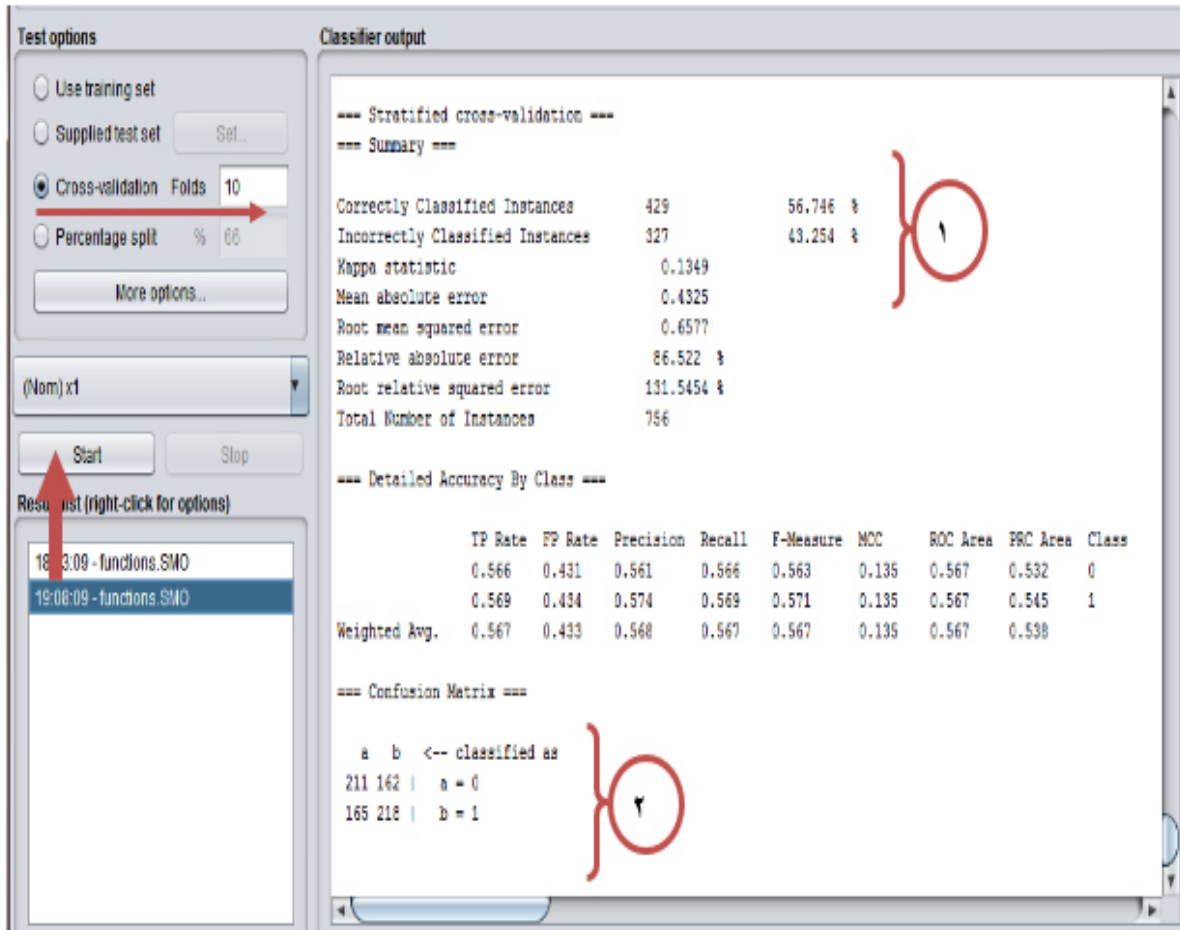 Test options
Use training set
Supplied test set Set...
Cross-validation Folds 10
Percentage split % 66
More options...
(Nom) x1
Start Stop
(right-click for options)
19:08:09 - functions.SMO
Classifier output
=== Stratified cross-validation ===
=== Summary ===
Correctly Classified Instances 429 56.746 %
Incorrectly Classified Instances 327 43.254 %
Kappa statistic 0.1349
Mean absolute error 0.4325
Root mean squared error 0.6577
Relative absolute error 86.522 %
Root relative squared error 131.5454 %
Total Number of Instances 756
=== Detailed Accuracy By Class ===
TP Rate FP Rate Precision Recall F-Measure MCC ROC Area PRC Area Class
0.566 0.431 0.561 0.566 0.563 0.135 0.567 0.532 0
0.569 0.434 0.574 0.569 0.571 0.135 0.567 0.545 1
Weighted Avg. 0.567 0.433 0.568 0.567 0.567 0.135 0.567 0.538
=== Confusion Matrix ===
a b <-- classified as
211 162 | a = 0
165 218 | b = 1
۱
۲